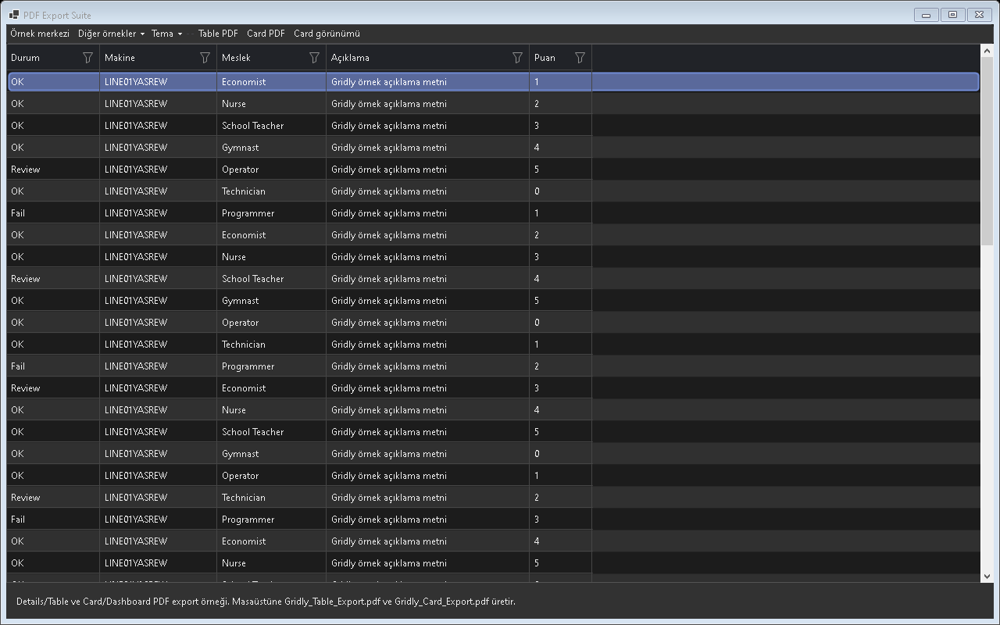 PDF Export Suite
Örnek merkezi Diğer örnekler Tema Table PDF Card PDF Card görünümü
Durum Makine Meslek Açıklama Puan
OK LINE01YASREW Economist Gridly örnek açıklama metni 1
OK LINE01YASREW Nurse Gridly örnek açıklama metni 2
OK LINE01YASREW School Teacher Gridly örnek açıklama metni 3
OK LINE01YASREW Gymnast Gridly örnek açıklama metni 4
Review LINE01YASREW Operator Gridly örnek açıklama metni 5
OK LINE01YASREW Technician Gridly örnek açıklama metni 0
Fail LINE01YASREW Programmer Gridly örnek açıklama metni 1
OK LINE01YASREW Economist Gridly örnek açıklama metni 2
OK LINE01YASREW Nurse Gridly örnek açıklama metni 3
Review LINE01YASREW School Teacher Gridly örnek açıklama metni 4
OK LINE01YASREW Gymnast Gridly örnek açıklama metni 5
OK LINE01YASREW Operator Gridly örnek açıklama metni 0
OK LINE01YASREW Technician Gridly örnek açıklama metni 1
Fail LINE01YASREW Programmer Gridly örnek açıklama metni 2
Review LINE01YASREW Economist Gridly örnek açıklama metni 3
OK LINE01YASREW Nurse Gridly örnek açıklama metni 4
OK LINE01YASREW School Teacher Gridly örnek açıklama metni 5
OK LINE01YASREW Gymnast Gridly örnek açıklama metni 0
OK LINE01YASREW Operator Gridly örnek açıklama metni 1
Review LINE01YASREW Technician Gridly örnek açıklama metni 2
Fail LINE01YASREW Programmer Gridly örnek açıklama metni 3
OK LINE01YASREW Economist Gridly örnek açıklama metni 4
OK LINE01YASREW Nurse Gridly örnek açıklama metni 5
Details/Table ve Card/Dashboard PDF export örneği. Masaüstüne Gridly_Table_Export.pdf ve Gridly_Card_Export.pdf üretir.